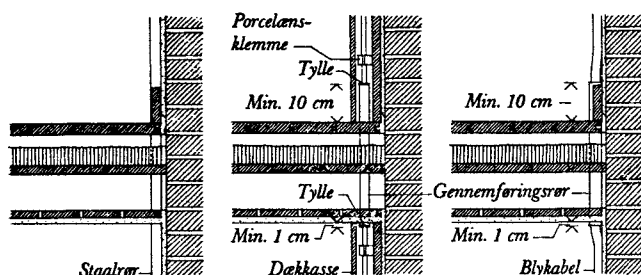 Porcelæns-
klemme
Tylle
Min. 10 cm
Min. 10 cm
Tylle
Gennemføringsrør
Min. 1 cm
Min. 1 cm
Staalrør
Dækkasse
Blykabel